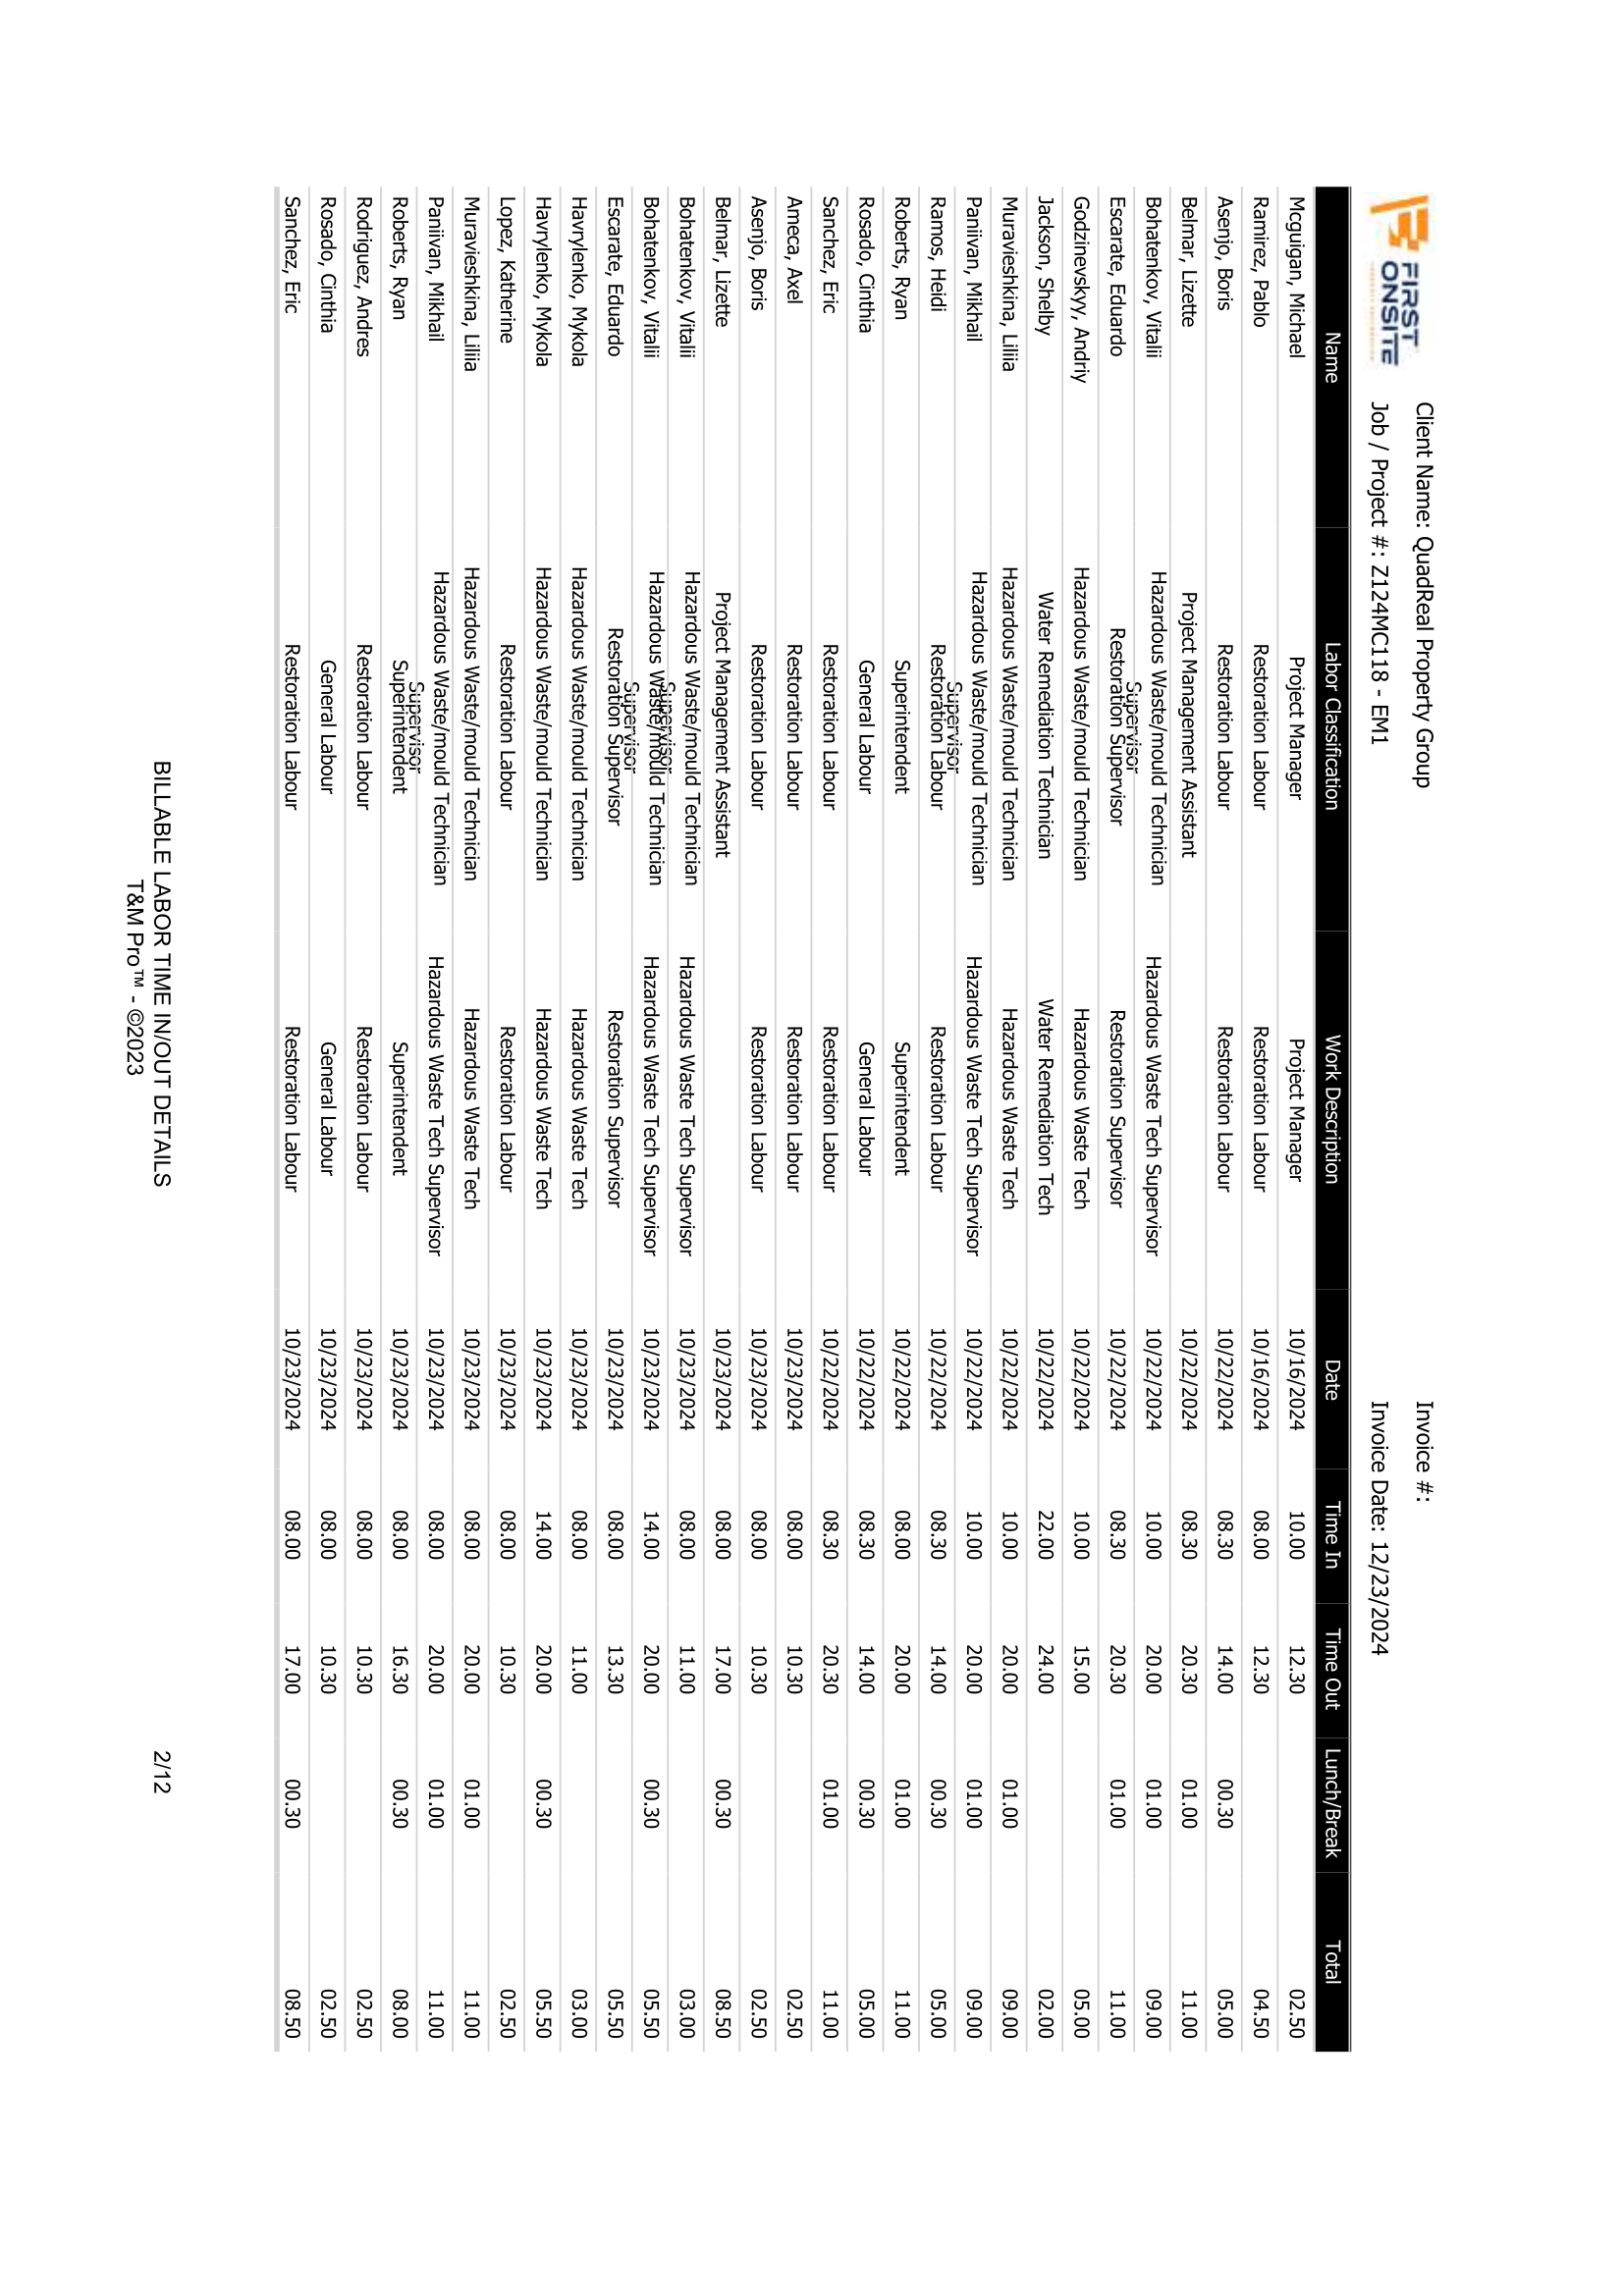 FIRST
ONSITE
Client Name: QuadReal Property Group Invoice #:
Job / Project #: Z124MC118 - EM1 Invoice Date: 12/23/2024
Name Labor Classification Work Description Date Time In Time Out Lunch/Break Total
Mcguigan, Michael Project Manager Project Manager 10/16/2024 10.00 12.30 02.50
Ramirez, Pablo Restoration Labour Restoration Labour 10/16/2024 08.00 12.30 04.50
Asenjo, Boris Restoration Labour Restoration Labour 10/22/2024 08.30 14.00 00.30 05.00
Belmar, Lizette Project Management Assistant 10/22/2024 08.30 20.30 01.00 11.00
Bohatenkov, Vitalii Hazardous Waste/mould Technician Supervisor Hazardous Waste Tech Supervisor 10/22/2024 10.00 20.00 01.00 09.00
Escarate, Eduardo Restoration Supervisor Restoration Supervisor 10/22/2024 08.30 20.30 01.00 11.00
Godzinevskyy, Andriy Hazardous Waste/mould Technician Hazardous Waste Tech 10/22/2024 10.00 15.00 05.00
Jackson, Shelby Water Remediation Technician Water Remediation Tech 10/22/2024 22.00 24.00 02.00
Muravieshkina, Liliia Hazardous Waste/mould Technician Hazardous Waste Tech 10/22/2024 10.00 20.00 01.00 09.00
Paniivan, Mikhail Hazardous Waste/mould Technician Supervisor Hazardous Waste Tech Supervisor 10/22/2024 10.00 20.00 01.00 09.00
Ramos, Heidi Restoration Labour Restoration Labour 10/22/2024 08.30 14.00 00.30 05.00
Roberts, Ryan Superintendent Superintendent 10/22/2024 08.00 20.00 01.00 11.00
Rosado, Cinthia General Labour General Labour 10/22/2024 08.30 14.00 00.30 05.00
Sanchez, Eric Restoration Labour Restoration Labour 10/22/2024 08.30 20.30 01.00 11.00
Ameca, Axel Restoration Labour Restoration Labour 10/23/2024 08.00 10.30 02.50
Asenjo, Boris Restoration Labour Restoration Labour 10/23/2024 08.00 10.30 02.50
Belmar, Lizette Project Management Assistant 10/23/2024 08.00 17.00 00.30 08.50
Bohatenkov, Vitalii Hazardous Waste/mould Technician Supervisor Hazardous Waste Tech Supervisor 10/23/2024 08.00 11.00 03.00
Bohatenkov, Vitalii Hazardous Waste/mould Technician Supervisor Hazardous Waste Tech Supervisor 10/23/2024 14.00 20.00 00.30 05.50
Escarate, Eduardo Restoration Supervisor Restoration Supervisor 10/23/2024 08.00 13.30 05.50
Havrylenko, Mykola Hazardous Waste/mould Technician Hazardous Waste Tech 10/23/2024 08.00 11.00 03.00
Havrylenko, Mykola Hazardous Waste/mould Technician Hazardous Waste Tech 10/23/2024 14.00 20.00 00.30 05.50
Lopez, Katherine Restoration Labour Restoration Labour 10/23/2024 08.00 10.30 02.50
Muravieshkina, Liliia Hazardous Waste/mould Technician Hazardous Waste Tech 10/23/2024 08.00 20.00 01.00 11.00
Paniivan, Mikhail Hazardous Waste/mould Technician Supervisor Hazardous Waste Tech Supervisor 10/23/2024 08.00 20.00 01.00 11.00
Roberts, Ryan Superintendent Superintendent 10/23/2024 08.00 16.30 00.30 08.00
Rodriguez, Andres Restoration Labour Restoration Labour 10/23/2024 08.00 10.30 02.50
Rosado, Cinthia General Labour General Labour 10/23/2024 08.00 10.30 02.50
Sanchez, Eric Restoration Labour Restoration Labour 10/23/2024 08.00 17.00 00.30 08.50
BILLABLE LABOR TIME IN/OUT DETAILS 2/12
T&M Pro™ - ©2023